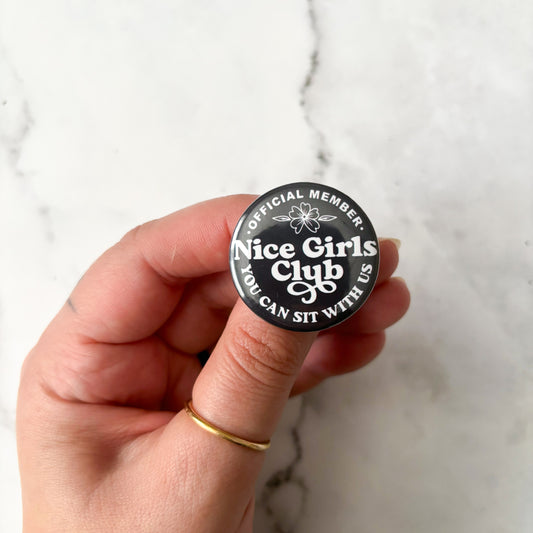 ·OFFICIAL MEMBER·
Nice Girls
Club
YOU CAN SIT WITH US